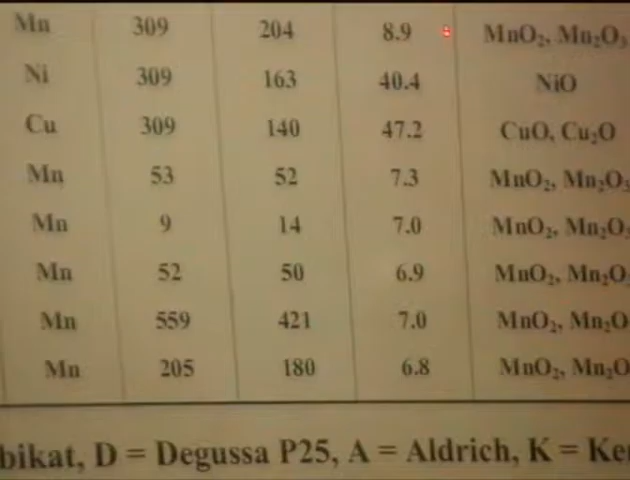 Mn 309 204 8.9 MnO₂, Mn₂O₃
Ni 309 163 40.4 NiO
Cu 309 140 47.2 CuO, Cu₂O
Mn 53 52 7.3 MnO₂, Mn₂O₃
Mn 9 14 7.0 MnO₂, Mn₂O₃
Mn 52 50 6.9 MnO₂, Mn₂O
Mn 559 421 7.0 MnO₂, Mn₂O
Mn 205 180 6.8 MnO₂, Mn₂O
bikat, D = Degussa P25, A = Aldrich, K =